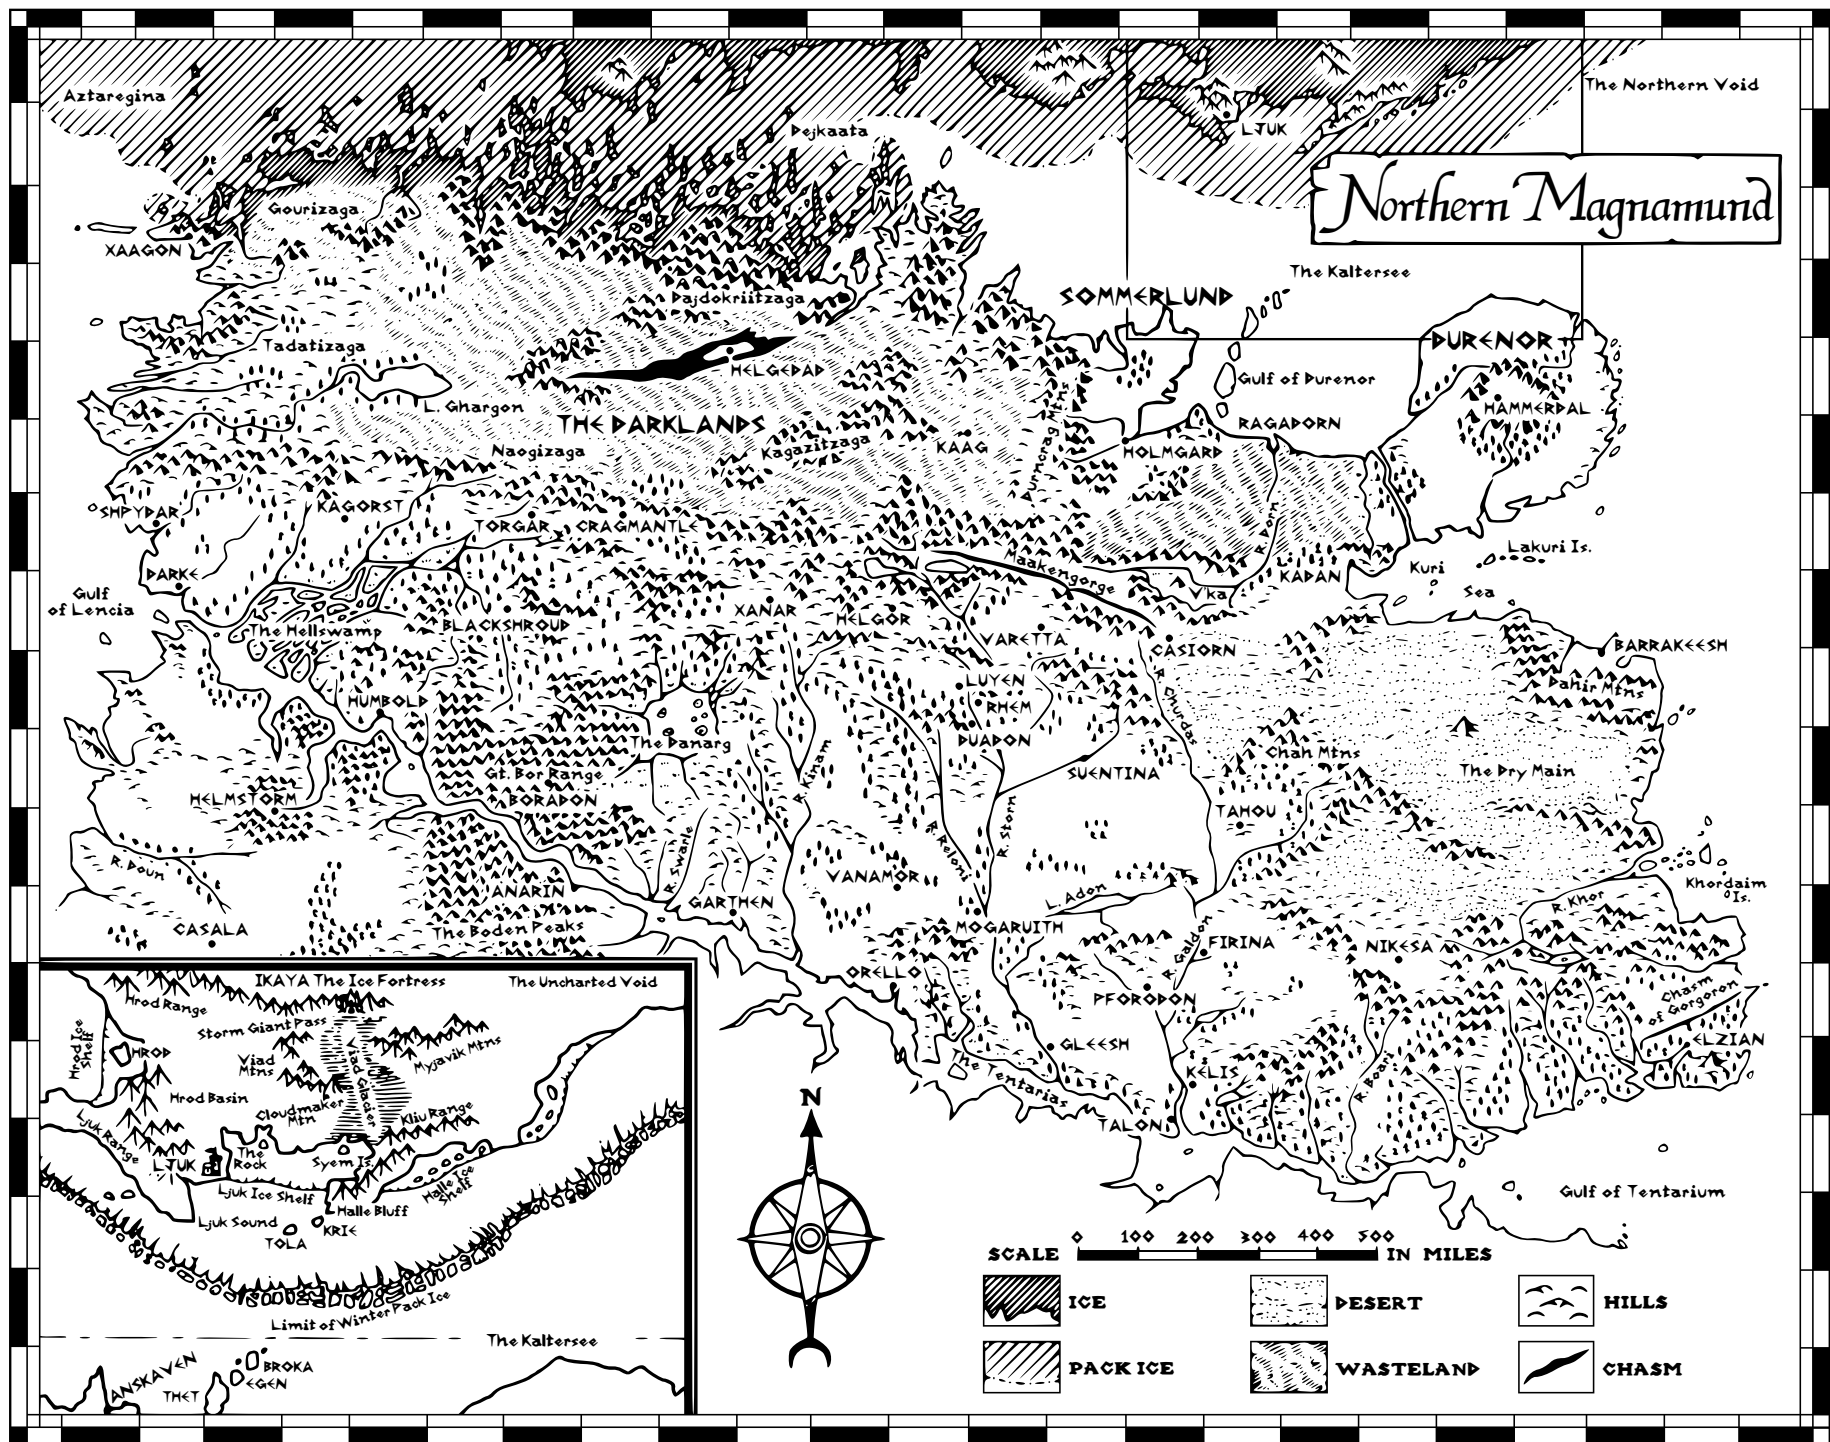 Aztaregina
The Northern Void
LJUK
Dejkaata
Northern Magnamund
Gourizaga
XAAGON
The Kaltersee
SOMMERLUND
Dajdokriitzaga
DURENOR
Tadatizaga
HELGEDAD
Gulf of Durenor
L. Ghargon
HAMMERDAL
THE DARKLANDS
RAGADORN
Durncrag Mtns
Kagazitzaga
KAAG
HOLMGARD
Naogizaga
SHPYDAR
KAGORST
TORGAR
CRAGMANTLE
R. Dorn
Lakuri Is.
Maakengorge
KADAN
Kuri
Sea
DARKE
Gulf
of Lencia
V'ka
XANAR
HELGOR
BLACKSHROUD
The Hellswamp
VARETTA
CASIORN
BARRAKEESH
LUYEN
RHEM
R. Churdas
Dahir Mtns
HUMBOLD
The Danarg
DUADON
Chah Mtns
SUENTINA
The Dry Main
Gt. Bor Range
BORADON
R. Kinam
HELMSTORM
TAHOU
R. Storn
R. Reloni
R. Swarle
R. Doun
VANAMOR
ANARIN
L. Adon
Khordaim
Is.
GARTHEN
R. Khor
CASALA
The Boden Peaks
MOGARUITH
R. Galdon
FIRINA
NIKESA
ORELLO
PFORODON
Chasm
of Gorgoron
ELZIAN
GLEESH
The Tentarias
KELIS
R. Boari
TALON
Gulf of Tentarium
IKAYA The Ice Fortress
The Uncharted Void
Hrod Range
Storm Giant Pass
Hrod Ice
Shelf
HROD
Viad
Mtns
Viad Glacier
Myjavik Mtns
Hrod Basin
Cloudmaker
Mtn
Kliu Range
Ljuk Range
LJUK
The
Rock
Syem Is.
Ljuk Ice Shelf
Halle Ice
Shelf
Halle Bluff
Ljuk Sound
KRIE
TOLA
Limit of Winter Pack Ice
The Kaltersee
ANSKAVEN
BROKA
EGEN
THET
N
0 100 200 300 400 500
SCALE IN MILES
ICE DESERT HILLS
PACK ICE WASTELAND CHASM